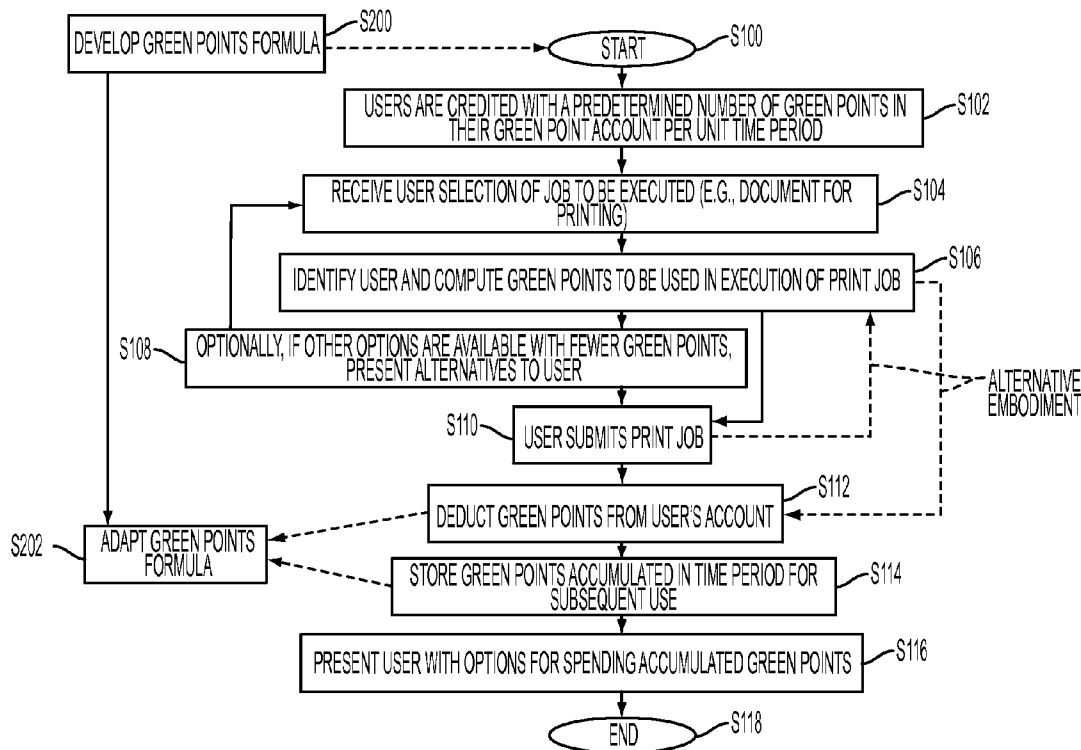 DEVELOP GREEN POINTS FORMULA
S200
START
S100
USERS ARE CREDITED WITH A PREDETERMINED NUMBER OF GREEN POINTS IN
THEIR GREEN POINT ACCOUNT PER UNIT TIME PERIOD
S102
RECEIVE USER SELECTION OF JOB TO BE EXECUTED (E.G., DOCUMENT FOR
PRINTING)
S104
IDENTIFY USER AND COMPUTE GREEN POINTS TO BE USED IN EXECUTION OF PRINT JOB
S106
S108
OPTIONALLY, IF OTHER OPTIONS ARE AVAILABLE WITH FEWER GREEN POINTS,
PRESENT ALTERNATIVES TO USER
ALTERNATIVE
EMBODIMENT
S110
USER SUBMITS PRINT JOB
S112
DEDUCT GREEN POINTS FROM USER'S ACCOUNT
S202
ADAPT GREEN POINTS
FORMULA
STORE GREEN POINTS ACCUMULATED IN TIME PERIOD FOR
SUBSEQUENT USE
S114
PRESENT USER WITH OPTIONS FOR SPENDING ACCUMULATED GREEN POINTS
S116
END
S118